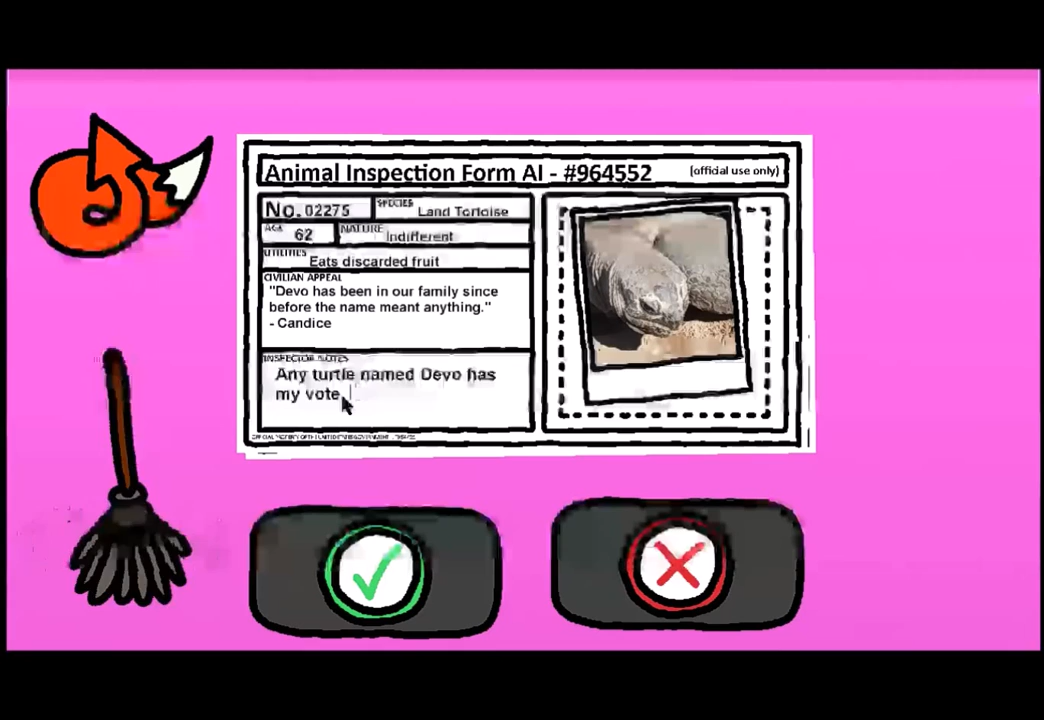 Animal Inspection Form AI - #964552 (official use only)
No. 02275 SPECIES Land Tortoise
AGE 62 NATURE Indifferent
UTILITIES Eats discarded fruit
CIVILIAN APPEAL
"Devo has been in our family since
before the name meant anything."
- Candice
INSPECTOR NOTES
Any turtle named Devo has
my vote